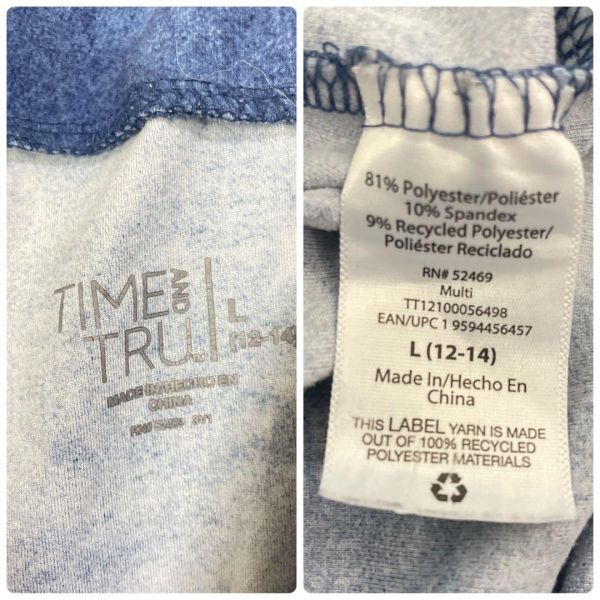 TIME AND TRU
L
(12-14)
MADE IN/HECHO EN
CHINA
81% Polyester/Poliéster
10% Spandex
9% Recycled Polyester/
Poliéster Reciclado
RN# 52469
Multi
TT12100056498
EAN/UPC 1 9594456457
L (12-14)
Made In/Hecho En
China
THIS LABEL YARN IS MADE
OUT OF 100% RECYCLED
POLYESTER MATERIALS